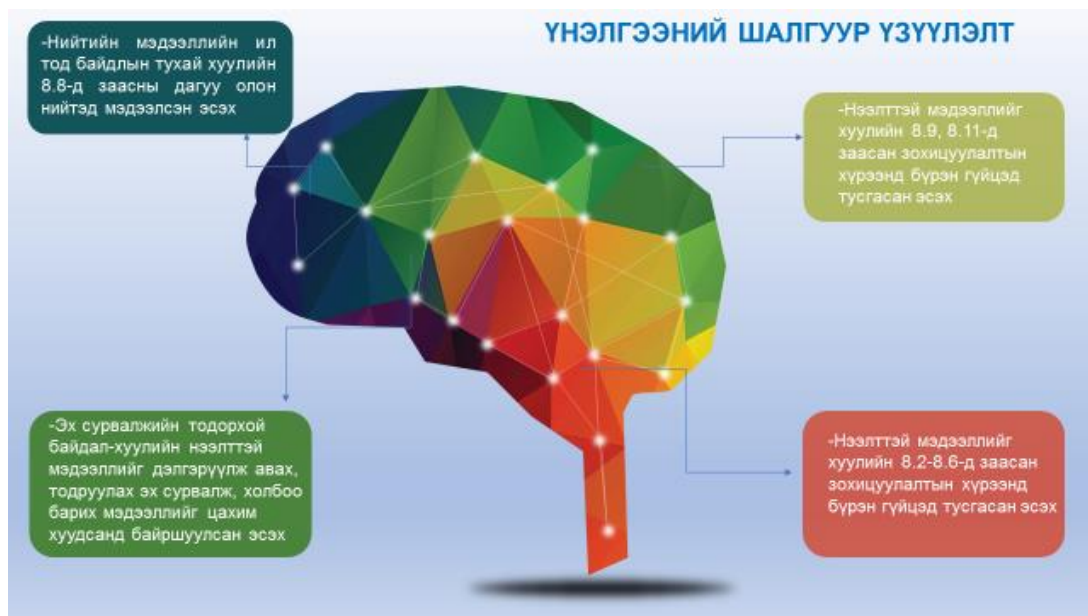 ҮНЭЛГЭЭНИЙ ШАЛГУУР ҮЗҮҮЛЭЛТ
-Нийтийн мэдээллийн ил
тод байдлын тухай хуулийн
8.8-д заасны дагуу олон
нийтэд мэдээлсэн эсэх
-Нээлттэй мэдээллийг
хуулийн 8.9, 8.11-д
заасан зохицуулалтын
хүрээнд бүрэн гүйцэд
тусгасан эсэх
-Эх сурвалжийн тодорхой
байдал-хуулийн нээлттэй
мэдээллийг дэлгэрүүлж авах,
тодруулах эх сурвалж, холбоо
барих мэдээллийг цахим
хуудсанд байршуулсан эсэх
-Нээлттэй мэдээллийг
хуулийн 8.2-8.6-д заасан
зохицуулалтын хүрээнд
бүрэн гүйцэд тусгасан эсэх